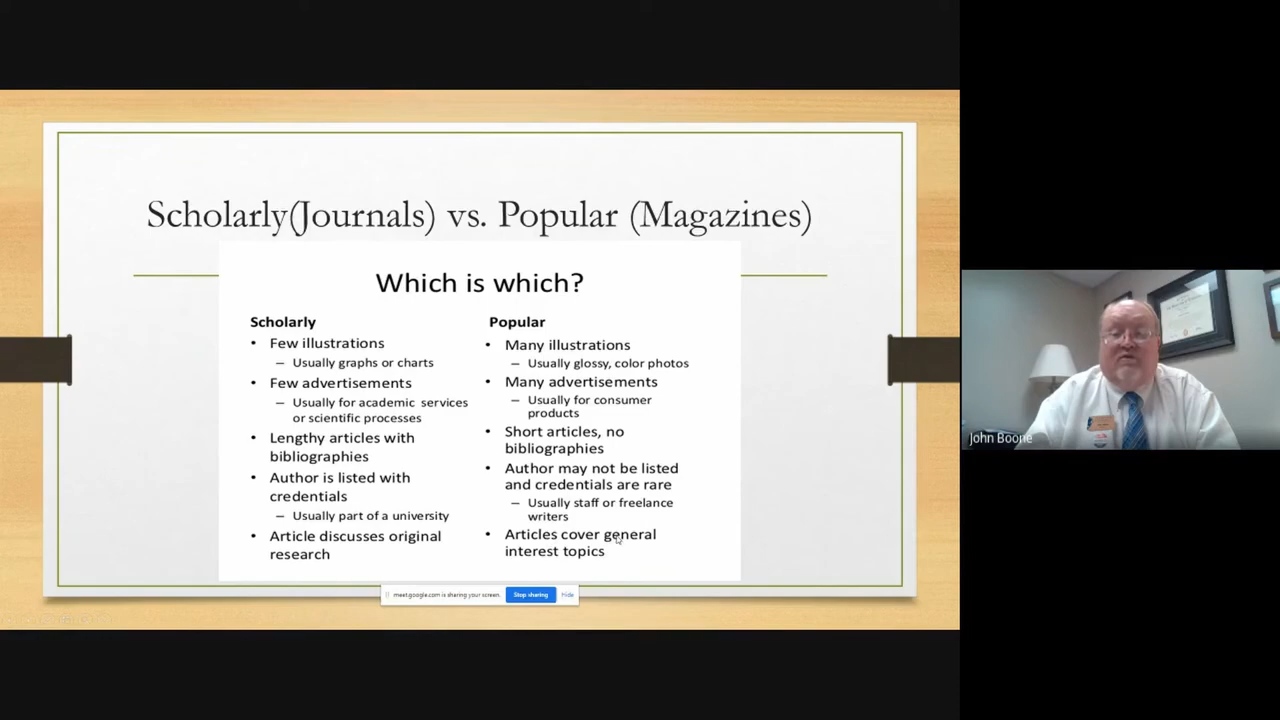 Scholarly(Journals) vs. Popular (Magazines)
Which is which?
Scholarly
• Few illustrations
– Usually graphs or charts
• Few advertisements
– Usually for academic services
or scientific processes
• Lengthy articles with
bibliographies
• Author is listed with
credentials
– Usually part of a university
• Article discusses original
research
Popular
• Many illustrations
– Usually glossy, color photos
• Many advertisements
– Usually for consumer
products
• Short articles, no
bibliographies
• Author may not be listed
and credentials are rare
– Usually staff or freelance
writers
• Articles cover general
interest topics
meet.google.com is sharing your screen.
Stop sharing
Hide
John Boone